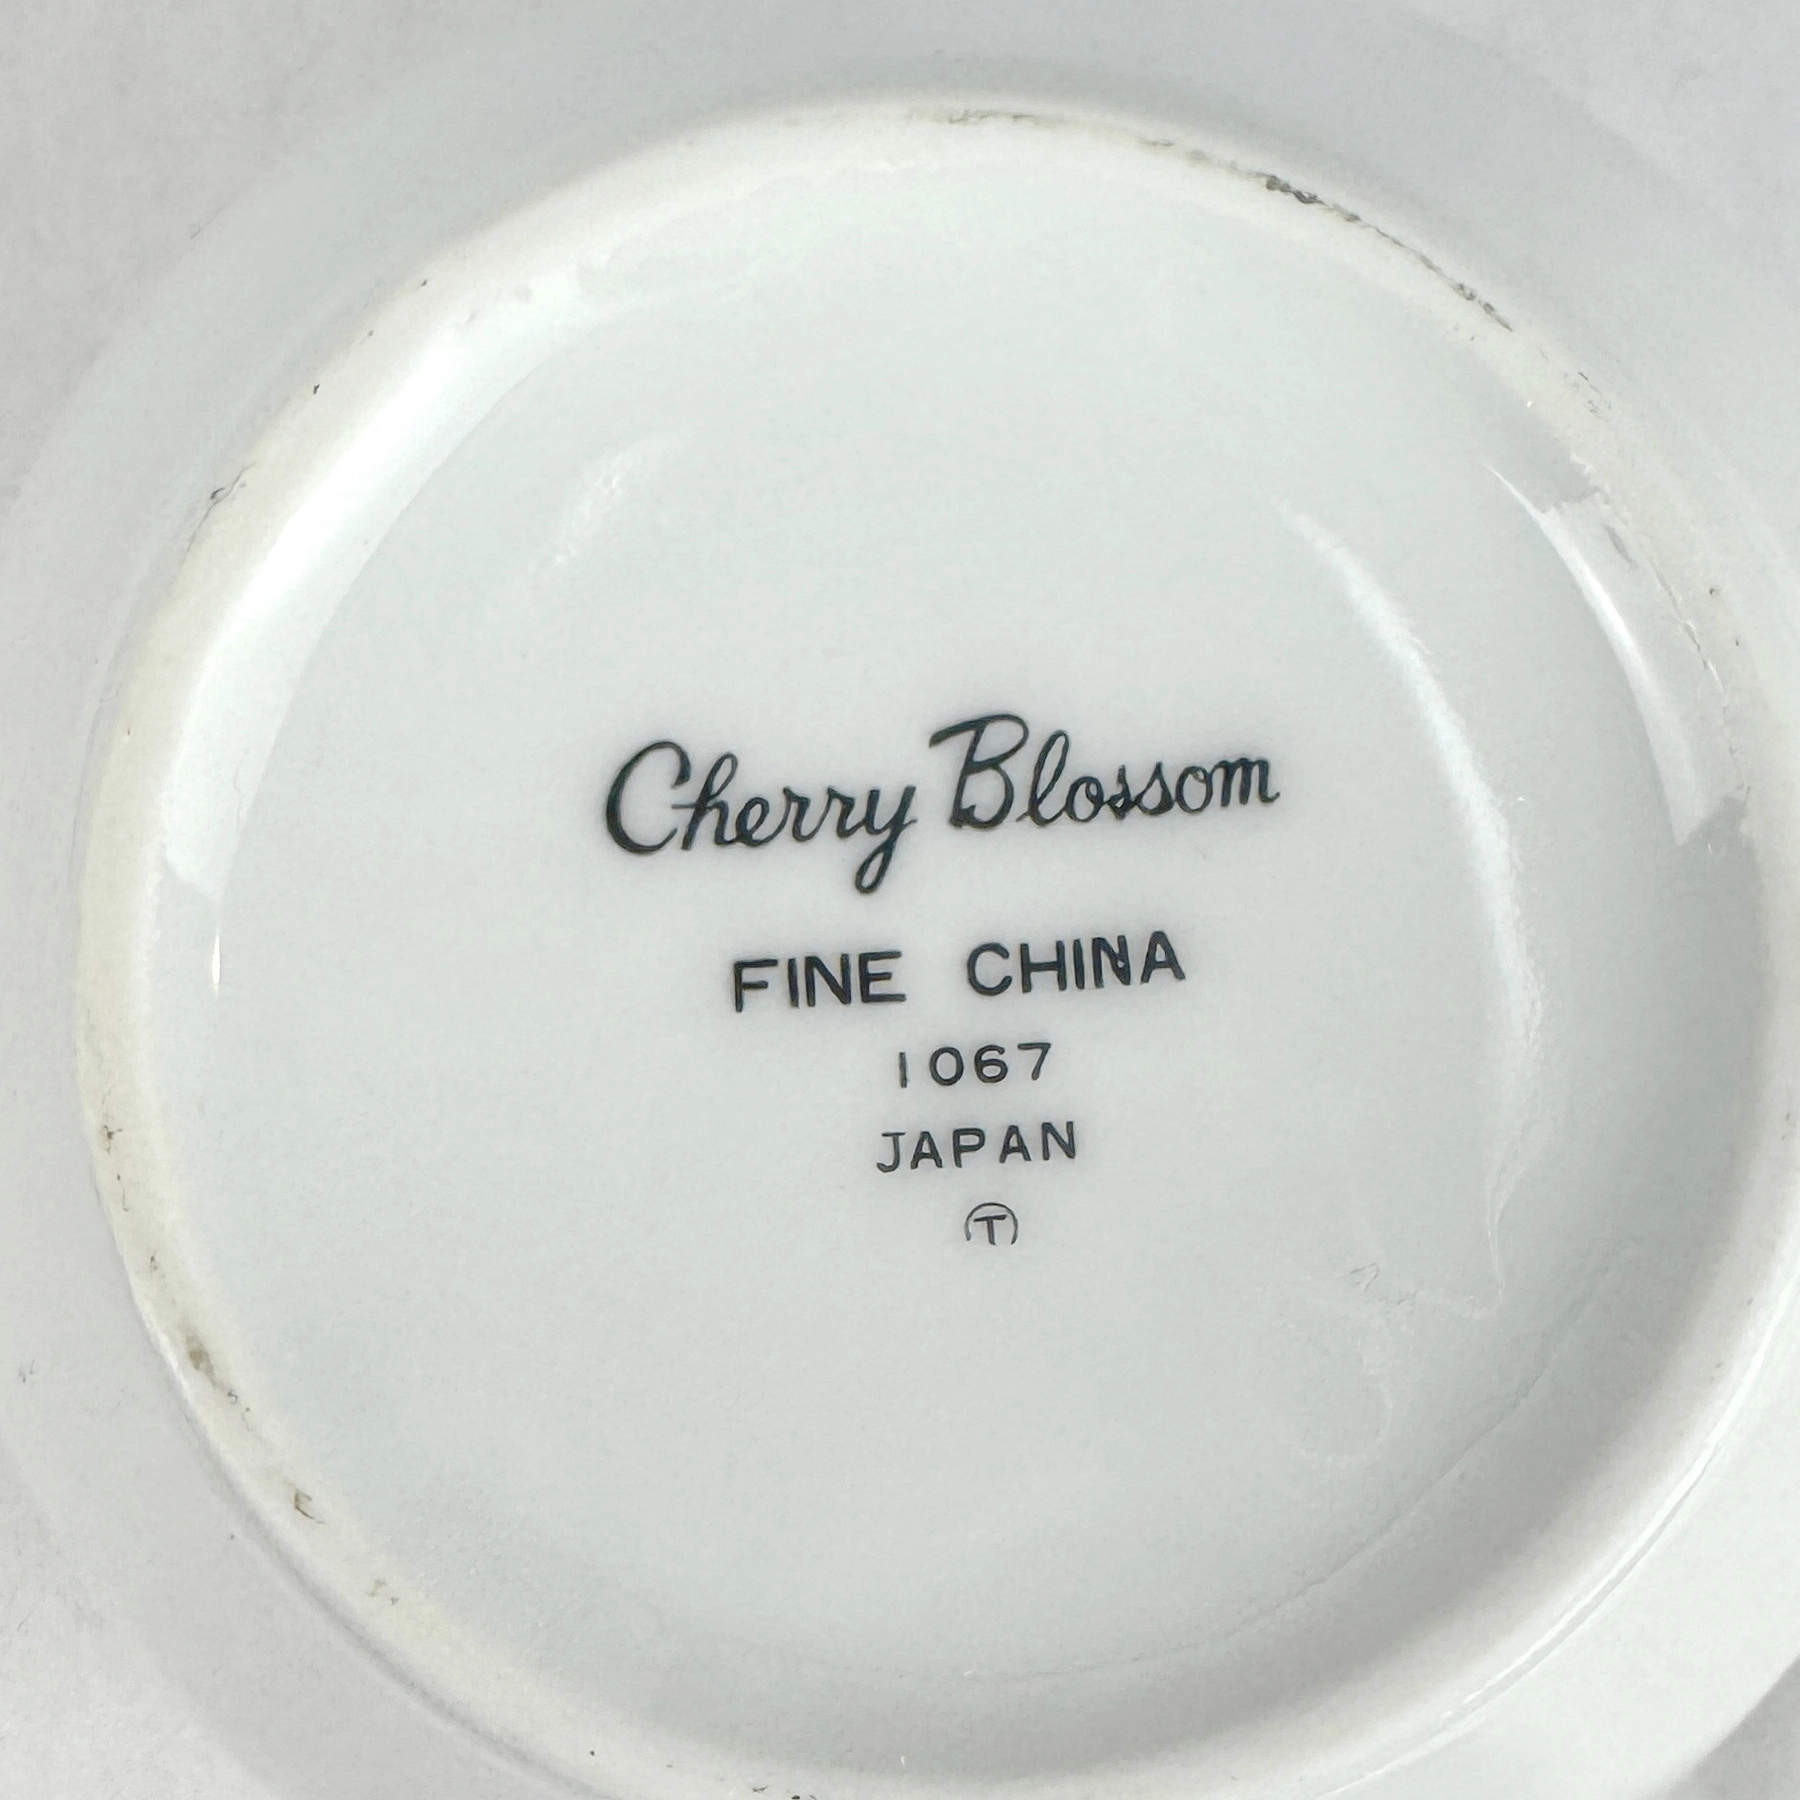 Cherry Blossom
FINE CHINA
1067
JAPAN
T